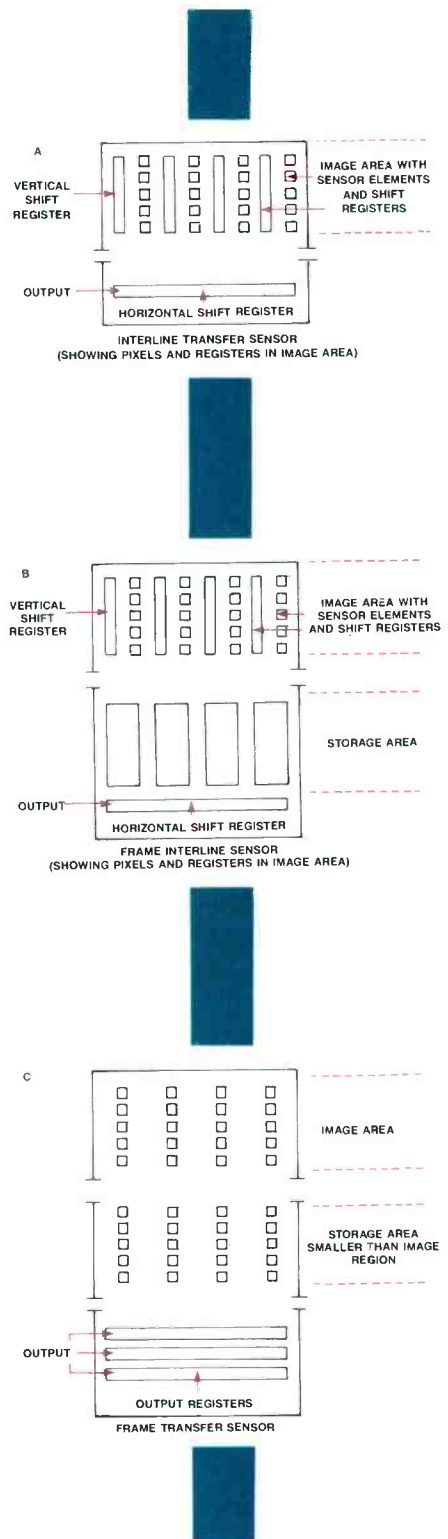 A
VERTICAL
SHIFT
REGISTER
IMAGE AREA WITH
SENSOR ELEMENTS
AND SHIFT
REGISTERS
OUTPUT
HORIZONTAL SHIFT REGISTER
INTERLINE TRANSFER SENSOR
(SHOWING PIXELS AND REGISTERS IN IMAGE AREA)
B
VERTICAL
SHIFT
REGISTER
IMAGE AREA WITH
SENSOR ELEMENTS
AND SHIFT REGISTERS
STORAGE AREA
OUTPUT
HORIZONTAL SHIFT REGISTER
FRAME INTERLINE SENSOR
(SHOWING PIXELS AND REGISTERS IN IMAGE AREA)
C
IMAGE AREA
STORAGE AREA
SMALLER THAN IMAGE
REGION
OUTPUT
OUTPUT REGISTERS
FRAME TRANSFER SENSOR